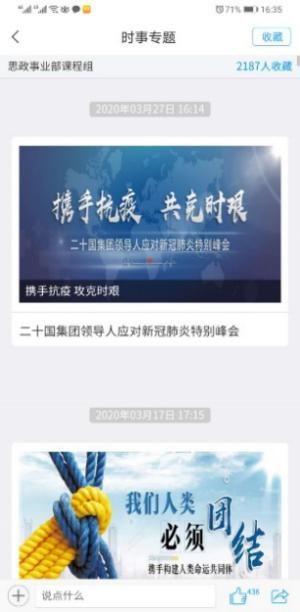 71% 16:35
时事专题
收藏
思政事业部课程组
2187人收藏
2020年03月27日 16:14
携手抗疫 共克时艰
二十国集团领导人应对新冠肺炎特别峰会
携手抗疫 攻克时艰
二十国集团领导人应对新冠肺炎特别峰会
2020年03月17日 17:15
我们人类
必须
团结
携手构建人类命运共同体
说点什么
436